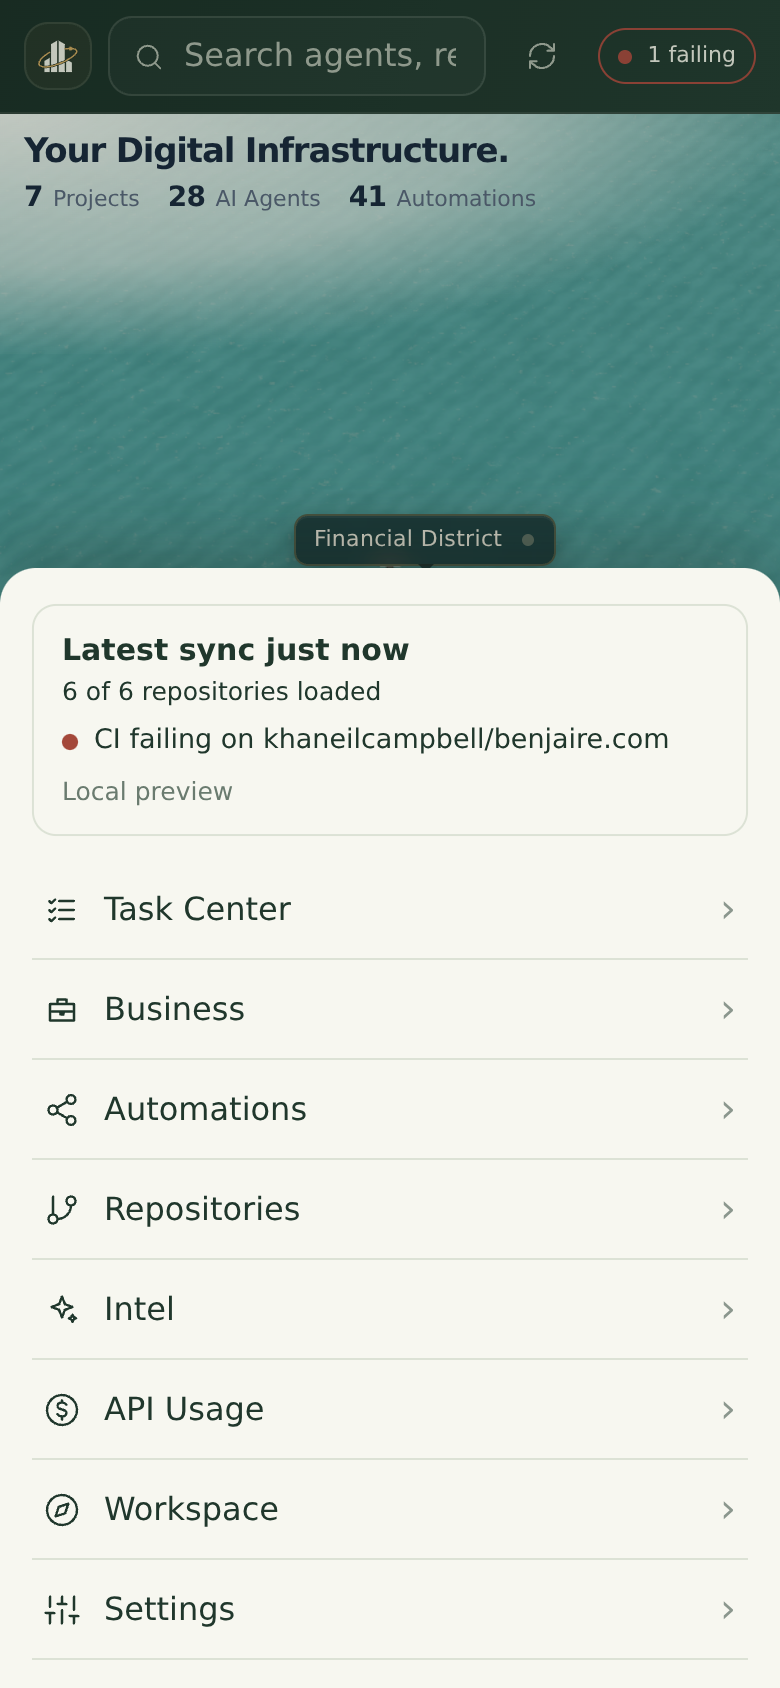 Search agents, re
1 failing
Your Digital Infrastructure.
7 Projects 28 AI Agents 41 Automations
Financial District
Latest sync just now
6 of 6 repositories loaded
CI failing on khaneilcampbell/benjaire.com
Local preview
Task Center
Business
Automations
Repositories
Intel
API Usage
Workspace
Settings